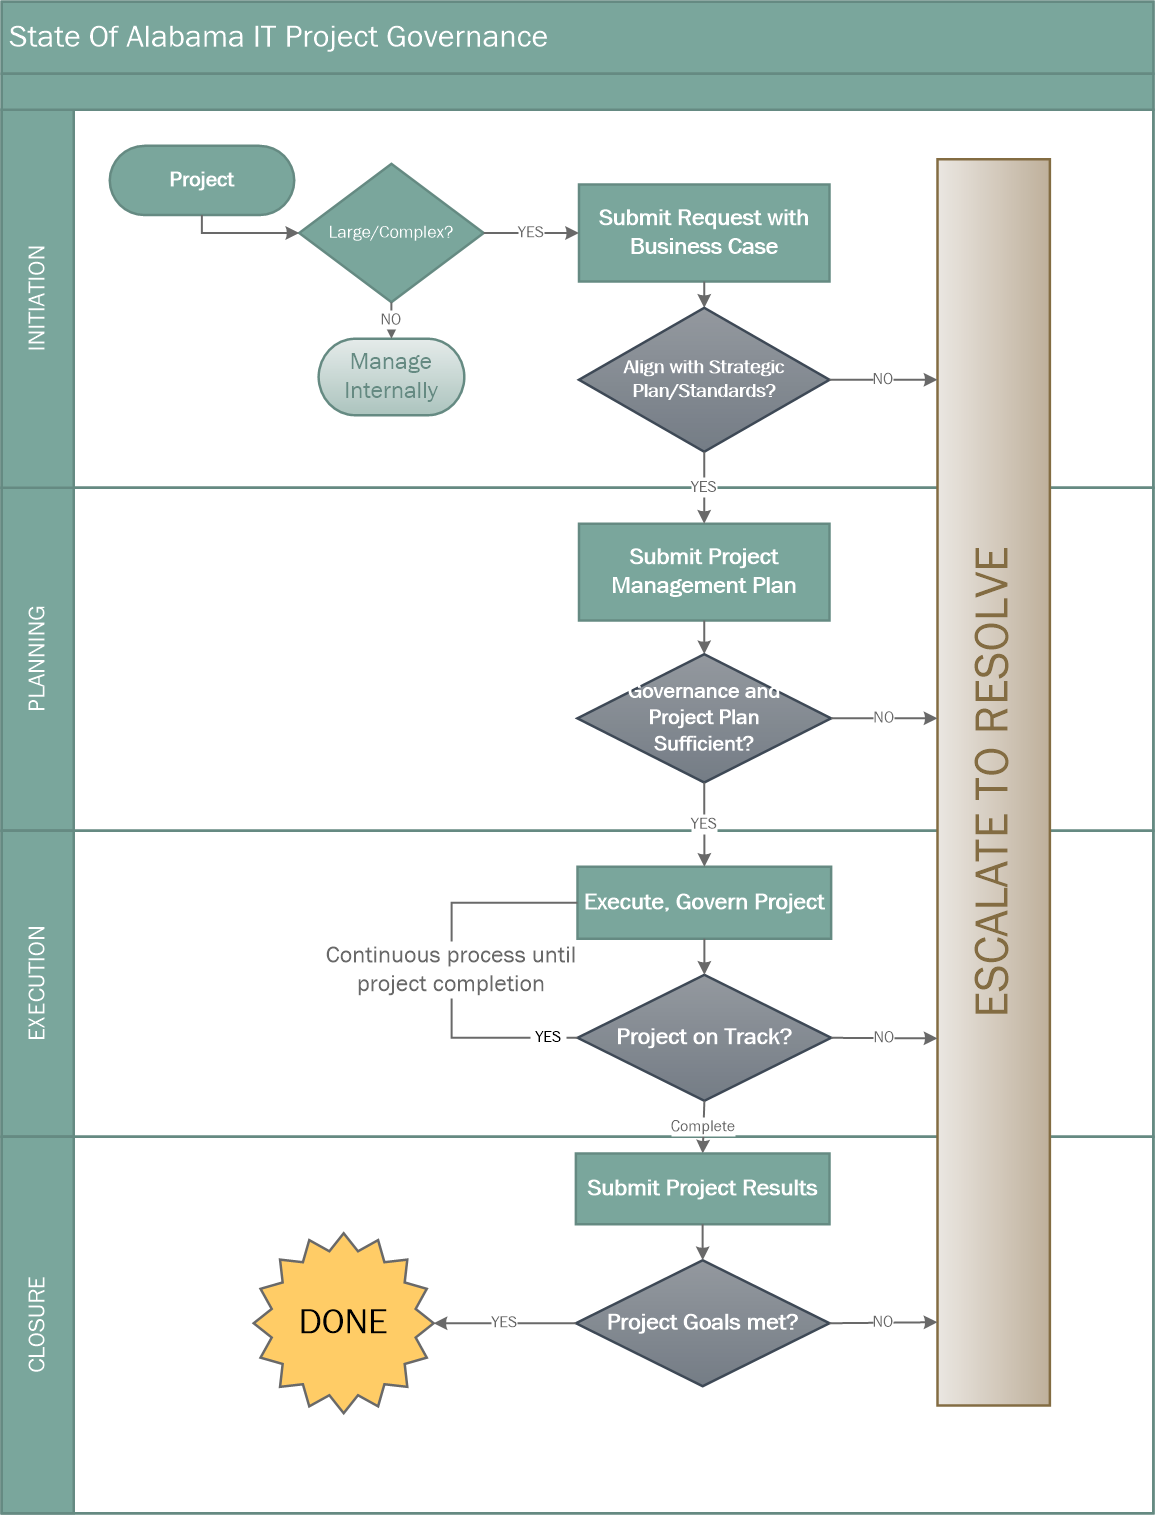 State Of Alabama IT Project Governance
INITIATION
Project
Large/Complex?
YES
Submit Request with
Business Case
NO
Manage
Internally
Align with Strategic
Plan/Standards?
NO
YES
PLANNING
Submit Project
Management Plan
Governance and
Project Plan
Sufficient?
NO
YES
ESCALATE TO RESOLVE
EXECUTION
Execute, Govern Project
Continuous process until
project completion
YES
Project on Track?
NO
Complete
CLOSURE
Submit Project Results
DONE
YES
Project Goals met?
NO